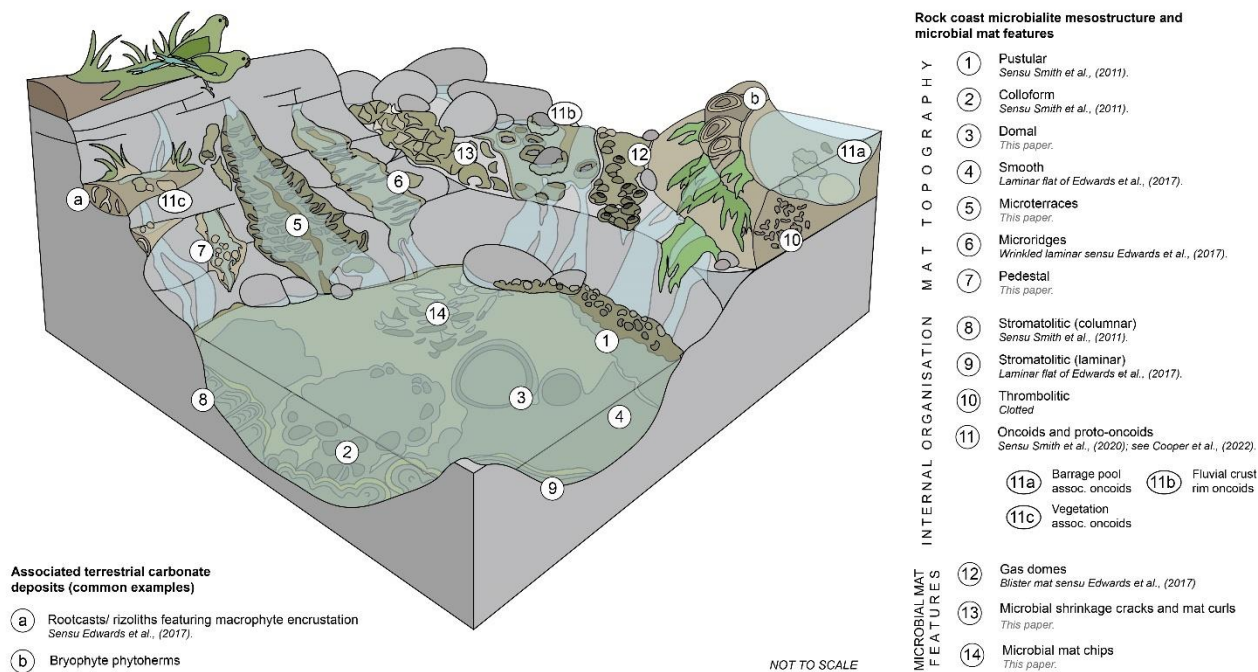 a
11c
7
5
6
13
11b
12
b
11a
10
14
1
3
4
8
2
9
Associated terrestrial carbonate
deposits (common examples)
a Rootcasts/ rizoliths featuring macrophyte encrustation
Sensu Edwards et al., (2017).
b Bryophyte phytoherms
NOT TO SCALE
Rock coast microbialite mesostructure and
microbial mat features
MAT TOPOGRAPHY
1 Pustular
Sensu Smith et al., (2011).
2 Colloform
Sensu Smith et al., (2011).
3 Domal
This paper.
4 Smooth
Laminar flat of Edwards et al., (2017).
5 Microterraces
This paper.
6 Microridges
Wrinkled laminar sensu Edwards et al., (2017).
7 Pedestal
This paper.
INTERNAL ORGANISATION
8 Stromatolitic (columnar)
Sensu Smith et al., (2011).
9 Stromatolitic (laminar)
Laminar flat of Edwards et al., (2017).
10 Thrombolitic
Clotted
11 Oncoids and proto-oncoids
Sensu Smith et al., (2020); see Cooper et al., (2022).
11a Barrage pool
assoc. oncoids
11b Fluvial crust
rim oncoids
11c Vegetation
assoc. oncoids
MICROBIAL MAT
FEATURES
12 Gas domes
Blister mat sensu Edwards et al., (2017)
13 Microbial shrinkage cracks and mat curls
This paper.
14 Microbial mat chips
This paper.